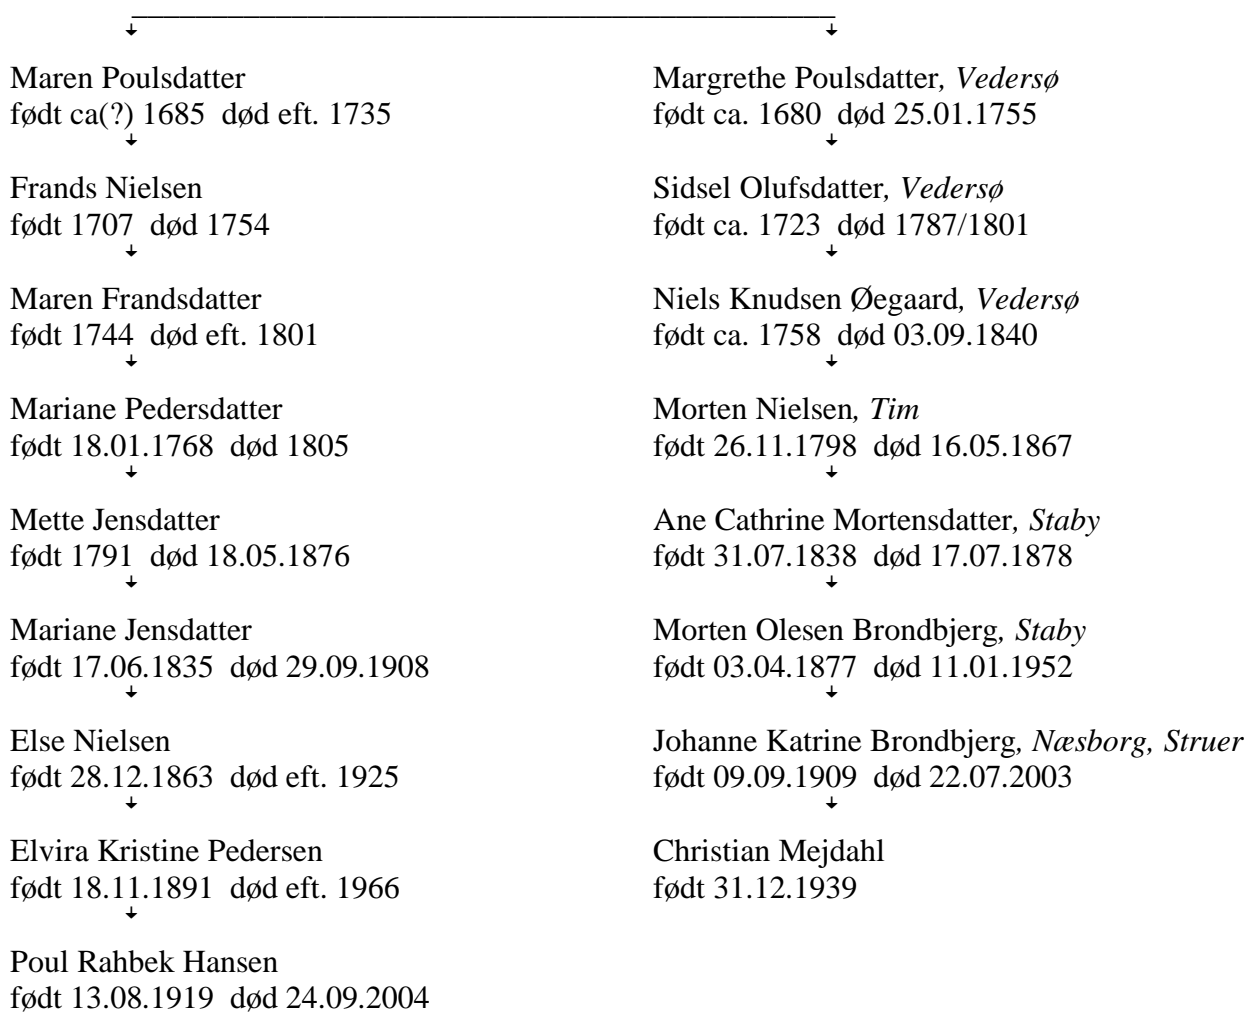 Maren Poulsdatter
født ca(?) 1685 død eft. 1735
Frands Nielsen
født 1707 død 1754
Maren Frandsdatter
født 1744 død eft. 1801
Mariane Pedersdatter
født 18.01.1768 død 1805
Mette Jensdatter
født 1791 død 18.05.1876
Mariane Jensdatter
født 17.06.1835 død 29.09.1908
Else Nielsen
født 28.12.1863 død eft. 1925
Elvira Kristine Pedersen
født 18.11.1891 død eft. 1966
Poul Rahbek Hansen
født 13.08.1919 død 24.09.2004
Margrethe Poulsdatter, Vedersø
født ca. 1680 død 25.01.1755
Sidsel Olufsdatter, Vedersø
født ca. 1723 død 1787/1801
Niels Knudsen Øegaard, Vedersø
født ca. 1758 død 03.09.1840
Morten Nielsen, Tim
født 26.11.1798 død 16.05.1867
Ane Cathrine Mortensdatter, Staby
født 31.07.1838 død 17.07.1878
Morten Olesen Brondbjerg, Staby
født 03.04.1877 død 11.01.1952
Johanne Katrine Brondbjerg, Næsborg, Struer
født 09.09.1909 død 22.07.2003
Christian Mejdahl
født 31.12.1939